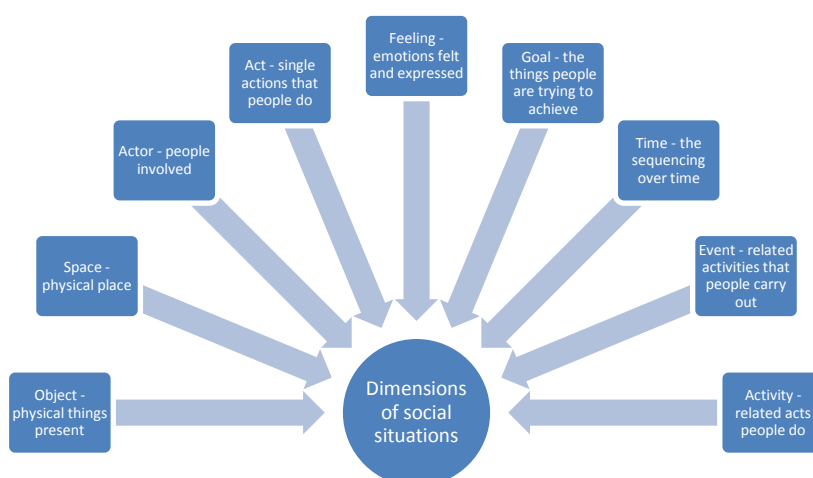 Object -
physical things
present
Space -
physical place
Actor - people
involved
Act - single
actions that
people do
Feeling -
emotions felt
and expressed
Goal - the
things people
are trying to
achieve
Time - the
sequencing
over time
Event - related
activities that
people carry
out
Activity -
related acts
people do
Dimensions
of social
situations